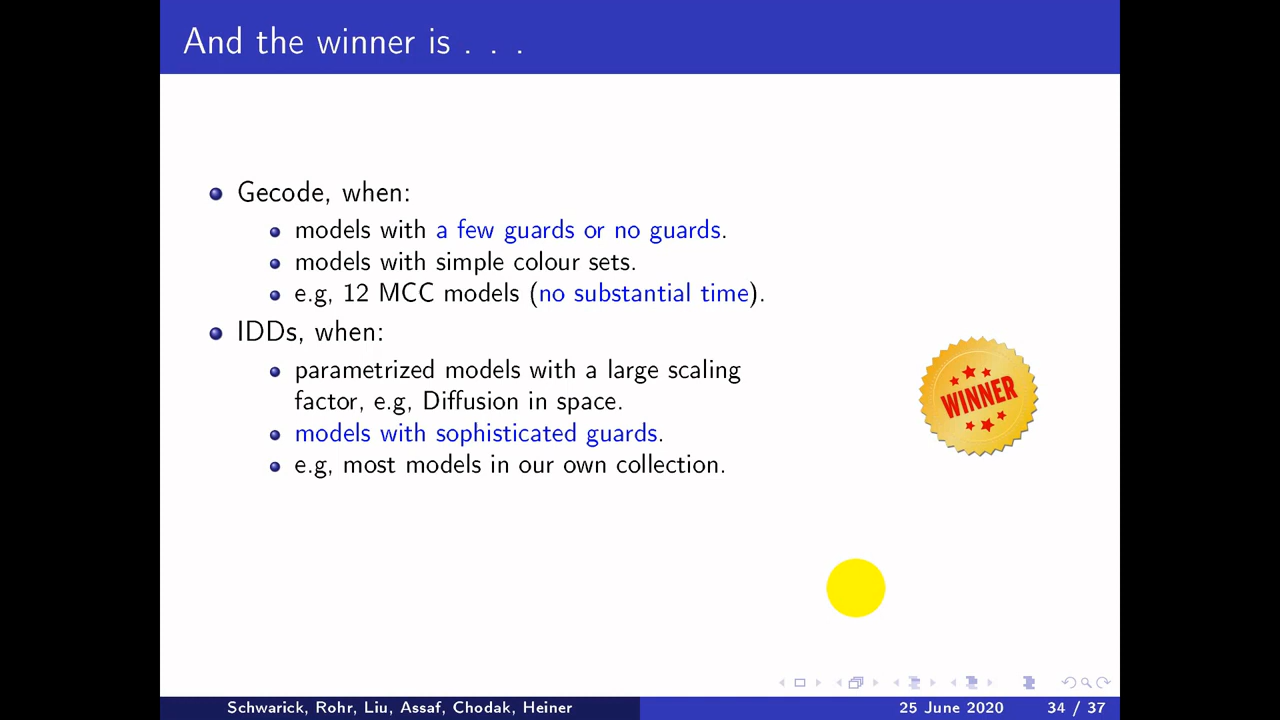 And the winner is . . .
Gecode, when:
models with a few guards or no guards.
models with simple colour sets.
e.g, 12 MCC models (no substantial time).
IDDs, when:
parametrized models with a large scaling
factor, e.g, Diffusion in space.
models with sophisticated guards.
e.g, most models in our own collection.
WINNER
Schwarick, Rohr, Liu, Assaf, Chodak, Heiner
25 June 2020
34 / 37